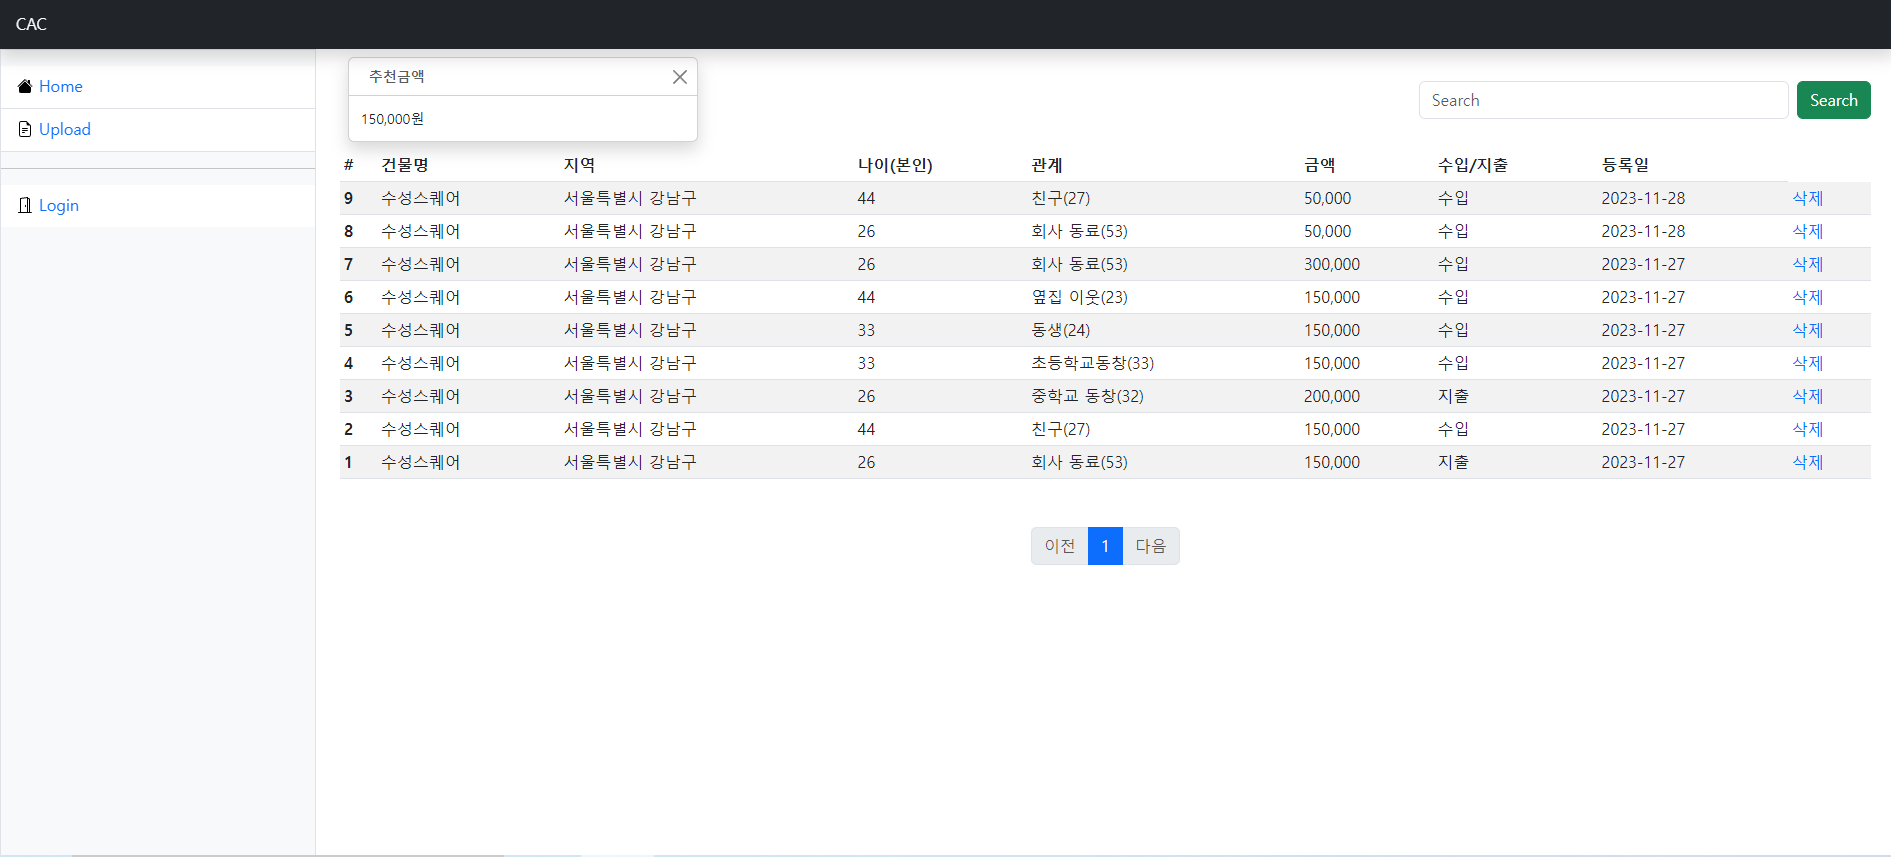 CAC
Home
Upload
Login
추천금액
150,000원
Search Search
# 건물명 지역 나이(본인) 관계 금액 수입/지출 등록일
9 수성스퀘어 서울특별시 강남구 44 친구(27) 50,000 수입 2023-11-28 삭제
8 수성스퀘어 서울특별시 강남구 26 회사 동료(53) 50,000 수입 2023-11-28 삭제
7 수성스퀘어 서울특별시 강남구 26 회사 동료(53) 300,000 수입 2023-11-27 삭제
6 수성스퀘어 서울특별시 강남구 44 옆집 이웃(23) 150,000 수입 2023-11-27 삭제
5 수성스퀘어 서울특별시 강남구 33 동생(24) 150,000 수입 2023-11-27 삭제
4 수성스퀘어 서울특별시 강남구 33 초등학교동창(33) 150,000 수입 2023-11-27 삭제
3 수성스퀘어 서울특별시 강남구 26 중학교 동창(32) 200,000 지출 2023-11-27 삭제
2 수성스퀘어 서울특별시 강남구 44 친구(27) 150,000 수입 2023-11-27 삭제
1 수성스퀘어 서울특별시 강남구 26 회사 동료(53) 150,000 지출 2023-11-27 삭제
이전 1 다음